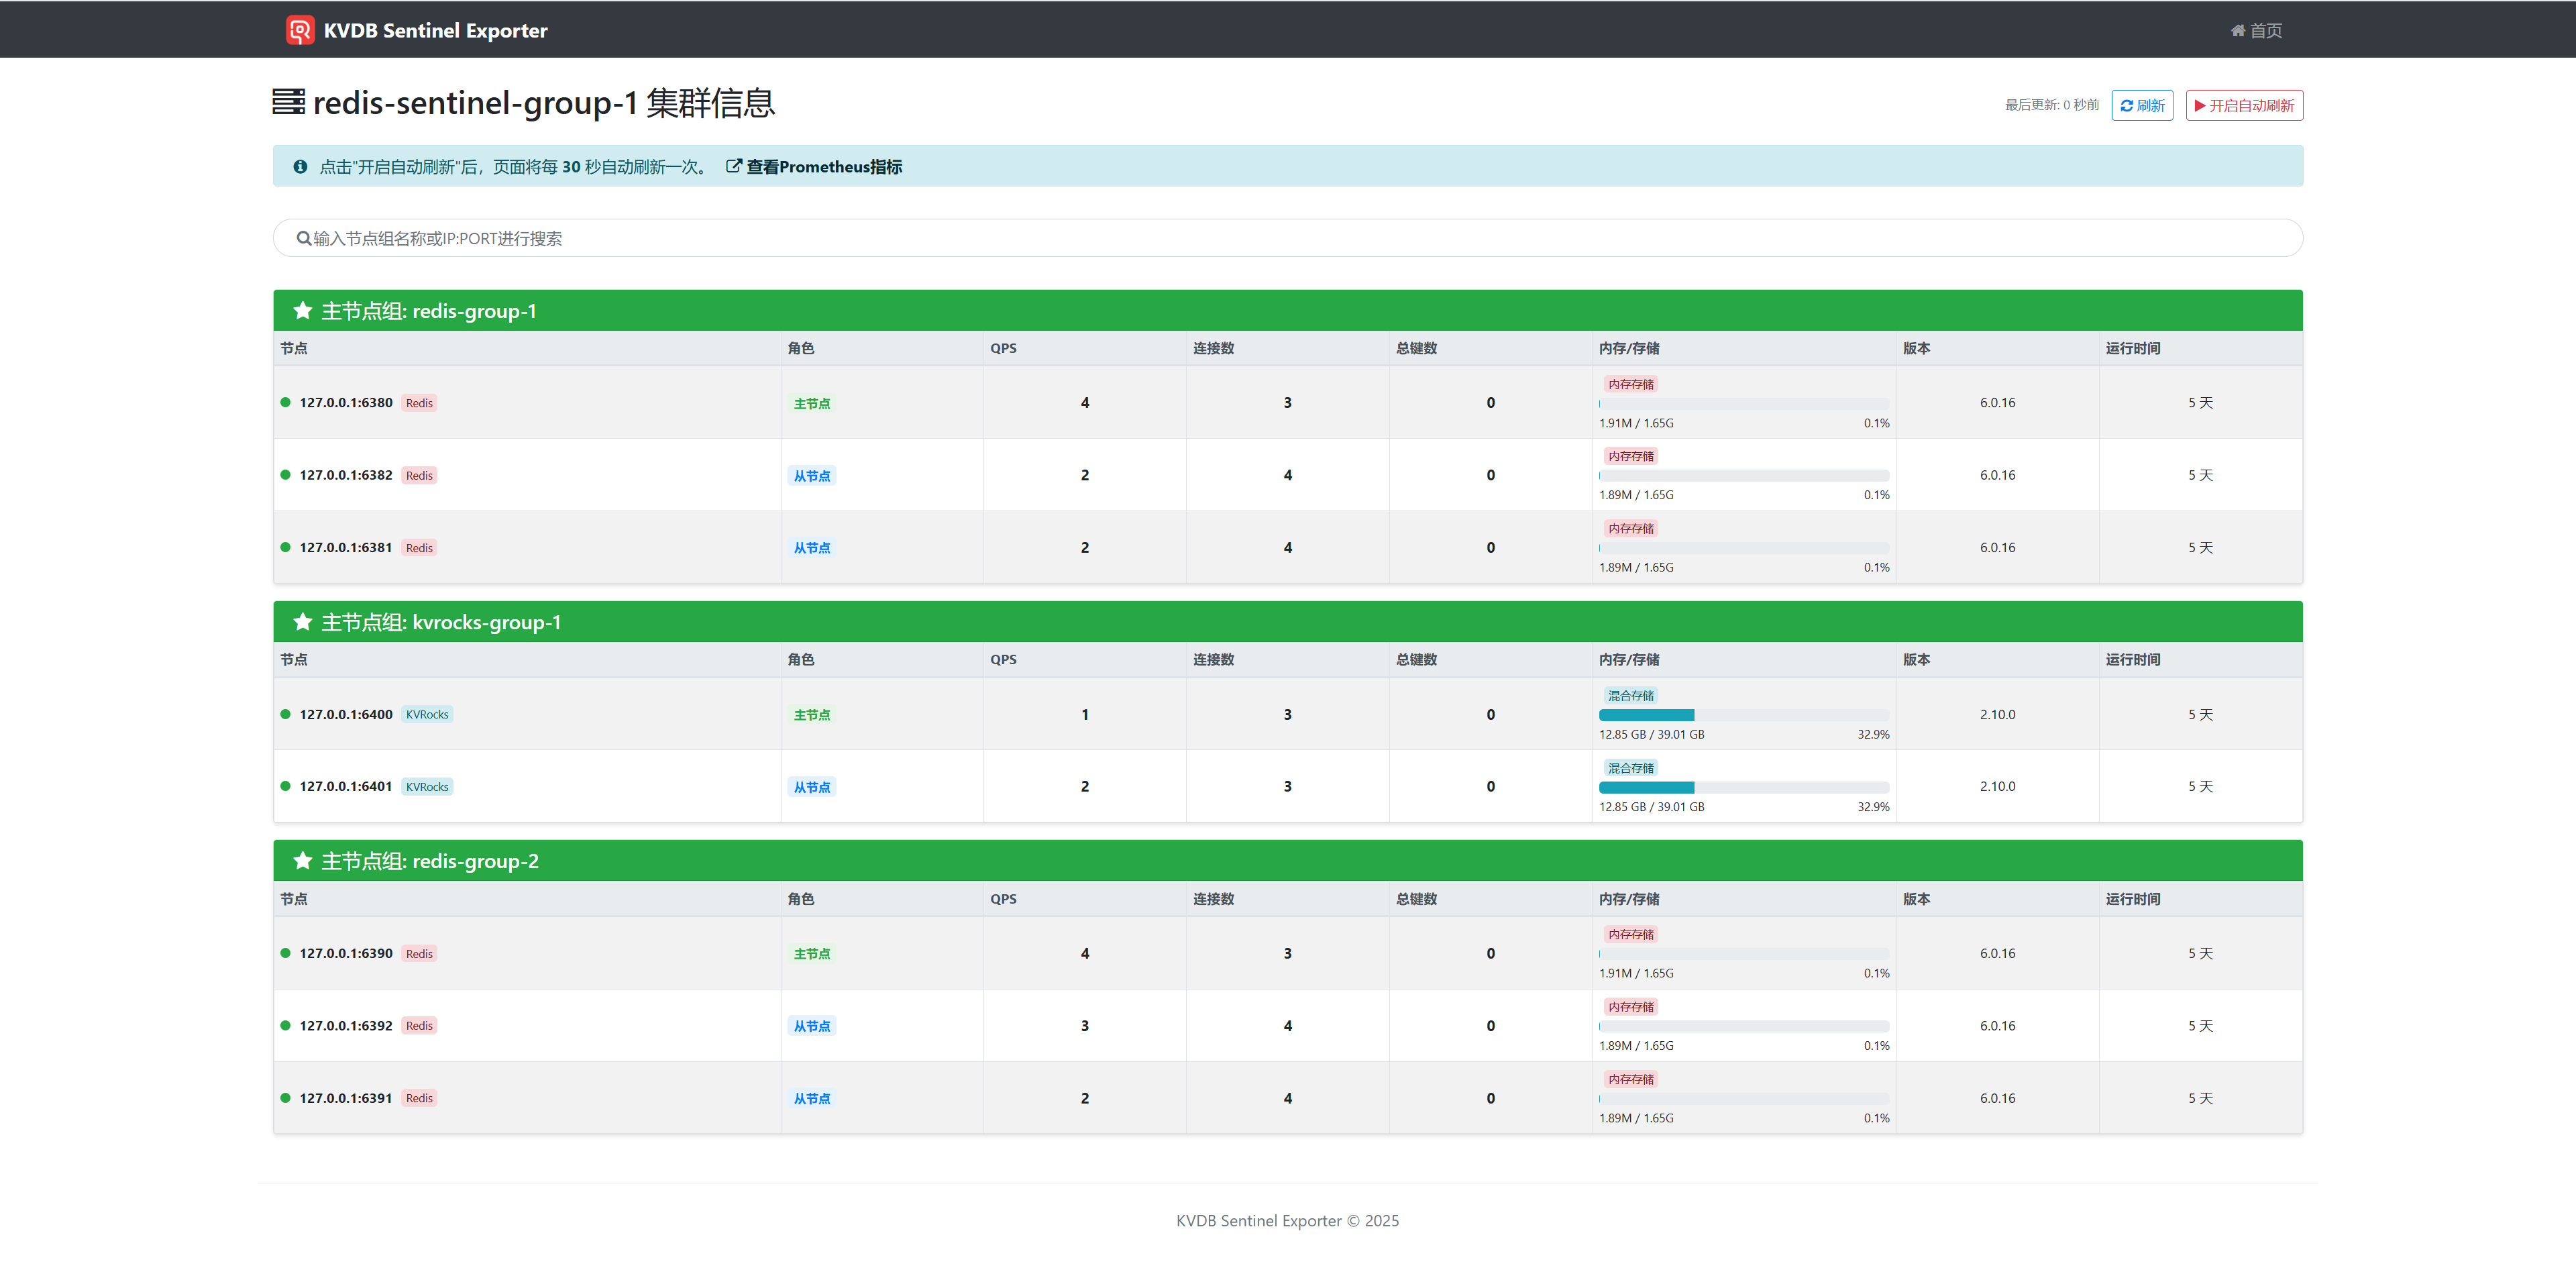 KVDB Sentinel Exporter
首页
redis-sentinel-group-1 集群信息
最后更新: 0 秒前
刷新
开启自动刷新
点击"开启自动刷新"后，页面将每 30 秒自动刷新一次。 查看Prometheus指标
输入节点组名称或IP:PORT进行搜索
主节点组: redis-group-1
节点 角色 QPS 连接数 总键数 内存/存储 版本 运行时间
内存存储
127.0.0.1:6380 Redis 主节点 4 3 0 6.0.16 5 天
1.91M / 1.65G 0.1%
内存存储
127.0.0.1:6382 Redis 从节点 2 4 0 6.0.16 5 天
1.89M / 1.65G 0.1%
内存存储
127.0.0.1:6381 Redis 从节点 2 4 0 6.0.16 5 天
1.89M / 1.65G 0.1%
主节点组: kvrocks-group-1
节点 角色 QPS 连接数 总键数 内存/存储 版本 运行时间
混合存储
127.0.0.1:6400 KVRocks 主节点 1 3 0 2.10.0 5 天
12.85 GB / 39.01 GB 32.9%
混合存储
127.0.0.1:6401 KVRocks 从节点 2 3 0 2.10.0 5 天
12.85 GB / 39.01 GB 32.9%
主节点组: redis-group-2
节点 角色 QPS 连接数 总键数 内存/存储 版本 运行时间
内存存储
127.0.0.1:6390 Redis 主节点 4 3 0 6.0.16 5 天
1.91M / 1.65G 0.1%
内存存储
127.0.0.1:6392 Redis 从节点 3 4 0 6.0.16 5 天
1.89M / 1.65G 0.1%
内存存储
127.0.0.1:6391 Redis 从节点 2 4 0 6.0.16 5 天
1.89M / 1.65G 0.1%
KVDB Sentinel Exporter © 2025